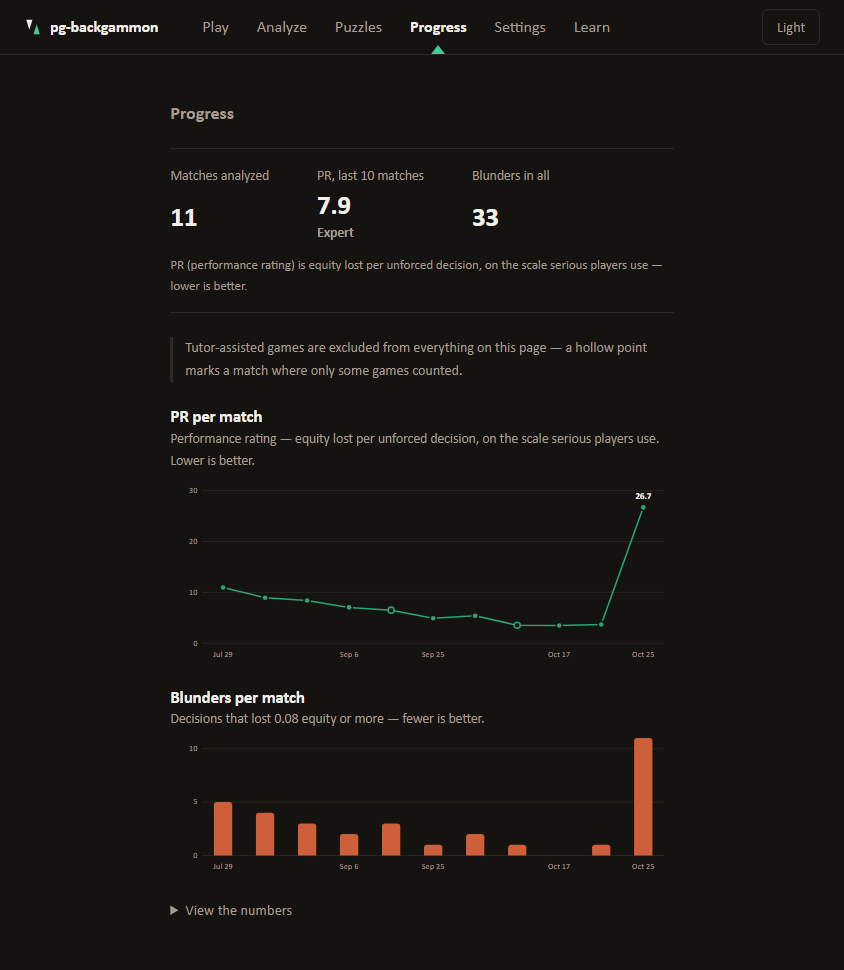 pg-backgammon Play Analyze Puzzles Progress Settings Learn Light
Progress
Matches analyzed PR, last 10 matches Blunders in all
11 7.9 33
Expert
PR (performance rating) is equity lost per unforced decision, on the scale serious players use —
lower is better.
Tutor-assisted games are excluded from everything on this page — a hollow point
marks a match where only some games counted.
PR per match
Performance rating — equity lost per unforced decision, on the scale serious players use.
Lower is better.
30
26.7
20
10
0
Jul 29 Sep 6 Sep 25 Oct 17 Oct 25
Blunders per match
Decisions that lost 0.08 equity or more — fewer is better.
10
5
0
Jul 29 Sep 6 Sep 25 Oct 17 Oct 25
View the numbers